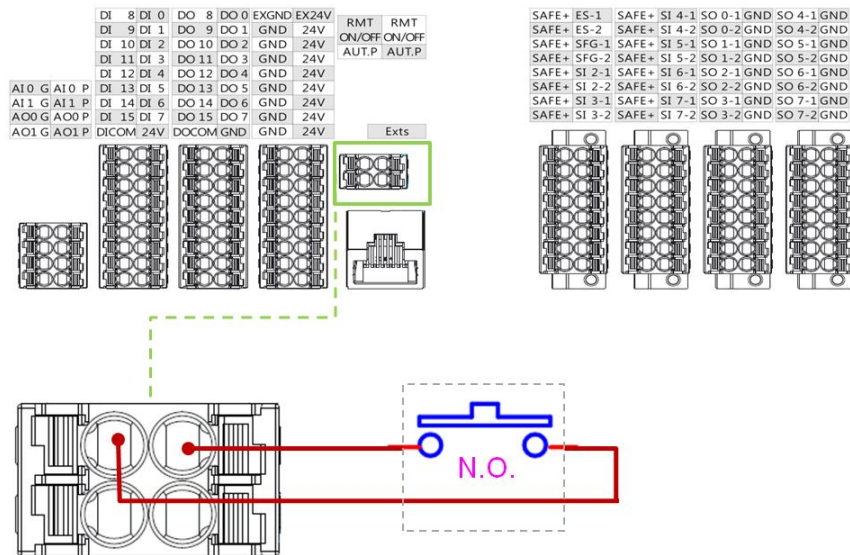 DI 8 DI 0 DO 8 DO 0 EXGND EX24V
DI 9 DI 1 DO 9 DO 1 GND 24V
DI 10 DI 2 DO 10 DO 2 GND 24V
DI 11 DI 3 DO 11 DO 3 GND 24V
DI 12 DI 4 DO 12 DO 4 GND 24V
AI 0 G AI 0 P DI 13 DI 5 DO 13 DO 5 GND 24V
AI 1 G AI 1 P DI 14 DI 6 DO 14 DO 6 GND 24V
AO0 G AO0 P DI 15 DI 7 DO 15 DO 7 GND 24V
AO1 G AO1 P DICOM 24V DOCOM GND GND 24V
RMT RMT
ON/OFF ON/OFF
AUT.P AUT.P
Exts
SAFE+ ES-1 SAFE+ SI 4-1 SO 0-1 GND SO 4-1 GND
SAFE+ ES-2 SAFE+ SI 4-2 SO 0-2 GND SO 4-2 GND
SAFE+ SFG-1 SAFE+ SI 5-1 SO 1-1 GND SO 5-1 GND
SAFE+ SFG-2 SAFE+ SI 5-2 SO 1-2 GND SO 5-2 GND
SAFE+ SI 2-1 SAFE+ SI 6-1 SO 2-1 GND SO 6-1 GND
SAFE+ SI 2-2 SAFE+ SI 6-2 SO 2-2 GND SO 6-2 GND
SAFE+ SI 3-1 SAFE+ SI 7-1 SO 3-1 GND SO 7-1 GND
SAFE+ SI 3-2 SAFE+ SI 7-2 SO 3-2 GND SO 7-2 GND
N.O.